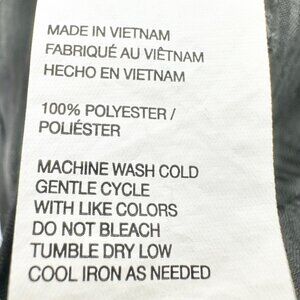 MADE IN VIETNAM
FABRIQUÉ AU VIÊTNAM
HECHO EN VIETNAM
100% POLYESTER /
POLIÉSTER
MACHINE WASH COLD
GENTLE CYCLE
WITH LIKE COLORS
DO NOT BLEACH
TUMBLE DRY LOW
COOL IRON AS NEEDED